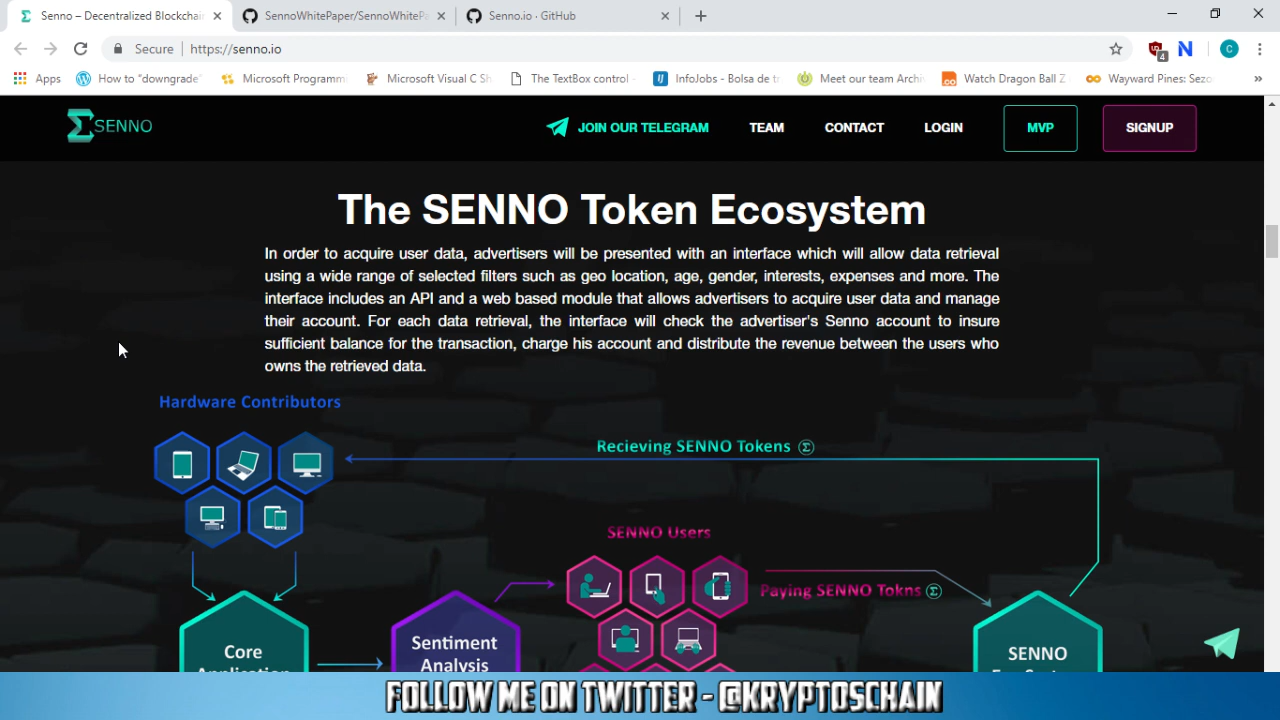 Senno – Decentralized Blockchain
SennoWhitePaper/SennoWhiteP
Senno.io · GitHub
Secure
https://senno.io
4
C
Apps
How to "downgrade"
Microsoft Programm
Microsoft Visual C Sh
The TextBox control -
InfoJobs - Bolsa de t
Meet our team Archi
Watch Dragon Ball Z
Wayward Pines: Sezo
»
SENNO
JOIN OUR TELEGRAM
TEAM
CONTACT
LOGIN
MVP
SIGNUP
The SENNO Token Ecosystem
In order to acquire user data, advertisers will be presented with an interface which will allow data retrieval
using a wide range of selected filters such as geo location, age, gender, interests, expenses and more. The
interface includes an API and a web based module that allows advertisers to acquire user data and manage
their account. For each data retrieval, the interface will check the advertiser's Senno account to insure
sufficient balance for the transaction, charge his account and distribute the revenue between the users who
owns the retrieved data.
Hardware Contributors
Recieving SENNO Tokens Σ
SENNO Users
Paying SENNO Tokns Σ
Core
Sentiment
Analysis
SENNO
FOLLOW ME ON TWITTER - @KRYPTOSCHAIN